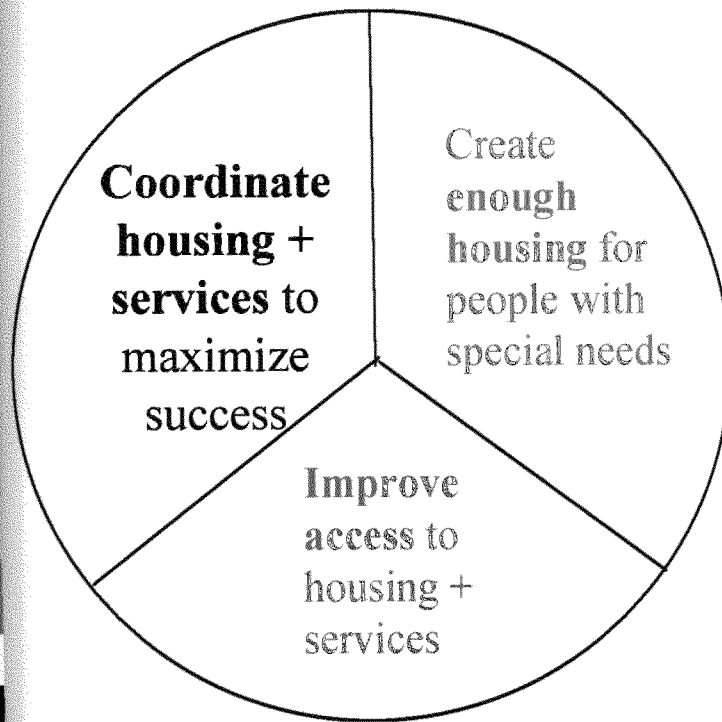 Coordinate
housing +
services to
maximize
success
Create
enough
housing for
people with
special needs
Improve
access to
housing +
services